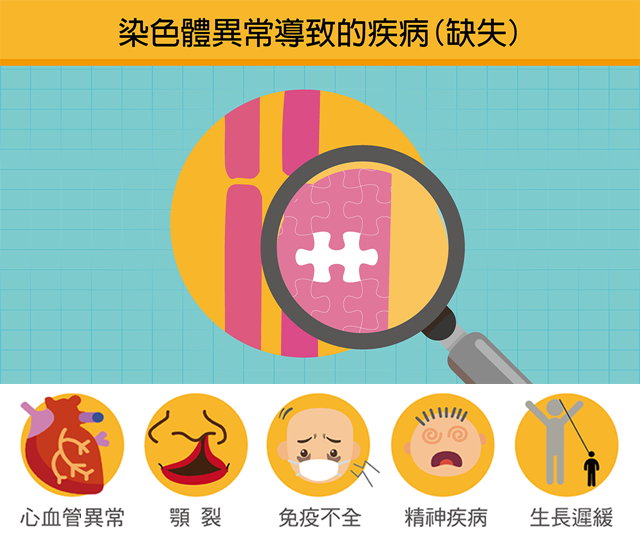 染色體異常導致的疾病(缺失)
心血管異常
顎 裂
免疫不全
精神疾病
生長遲緩